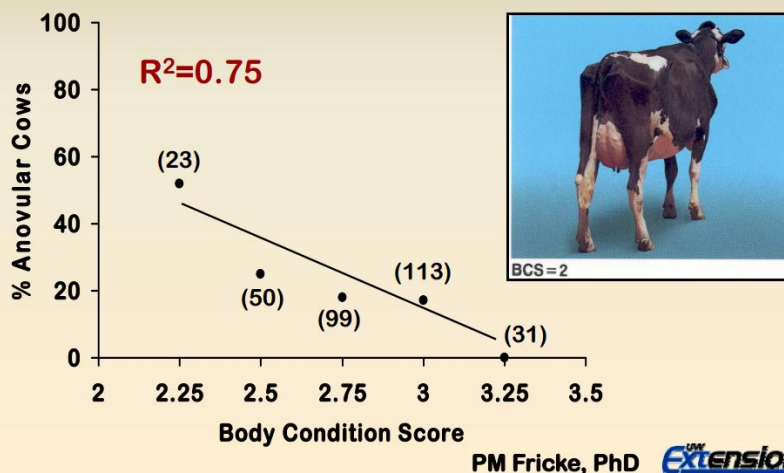 100
80
60
40
20
0
% Anovular Cows
R²=0.75
(23)
(50)
(99)
(113)
(31)
2 2.25 2.5 2.75 3 3.25 3.5
Body Condition Score
BCS=2
PM Fricke, PhD
UW